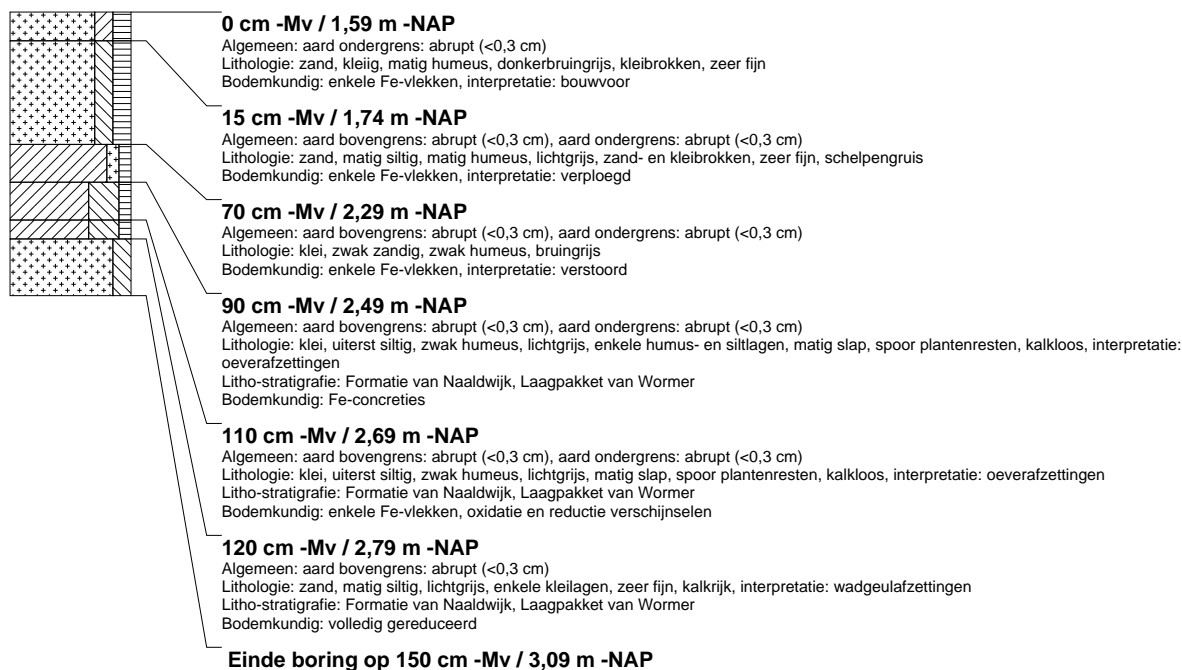 0 cm -Mv / 1,59 m -NAP
Algemeen: aard ondergrens: abrupt (<0,3 cm)
Lithologie: zand, kleiig, matig humeus, donkerbruingrijs, kleibrokken, zeer fijn
Bodemkundig: enkele Fe-vlekken, interpretatie: bouwvoor
15 cm -Mv / 1,74 m -NAP
Algemeen: aard bovengrens: abrupt (<0,3 cm), aard ondergrens: abrupt (<0,3 cm)
Lithologie: zand, matig siltig, matig humeus, lichtgrijs, zand- en kleibrokken, zeer fijn, schelpengruis
Bodemkundig: enkele Fe-vlekken, interpretatie: verploegd
70 cm -Mv / 2,29 m -NAP
Algemeen: aard bovengrens: abrupt (<0,3 cm), aard ondergrens: abrupt (<0,3 cm)
Lithologie: klei, zwak zandig, zwak humeus, bruingrijs
Bodemkundig: enkele Fe-vlekken, interpretatie: verstoord
90 cm -Mv / 2,49 m -NAP
Algemeen: aard bovengrens: abrupt (<0,3 cm), aard ondergrens: abrupt (<0,3 cm)
Lithologie: klei, uiterst siltig, zwak humeus, lichtgrijs, enkele humus- en siltlagen, matig slap, spoor plantenresten, kalkloos, interpretatie:
oeverafzettingen
Litho-stratigrafie: Formatie van Naaldwijk, Laagpakket van Wormer
Bodemkundig: Fe-concreties
110 cm -Mv / 2,69 m -NAP
Algemeen: aard bovengrens: abrupt (<0,3 cm), aard ondergrens: abrupt (<0,3 cm)
Lithologie: klei, uiterst siltig, zwak humeus, lichtgrijs, matig slap, spoor plantenresten, kalkloos, interpretatie: oeverafzettingen
Litho-stratigrafie: Formatie van Naaldwijk, Laagpakket van Wormer
Bodemkundig: enkele Fe-vlekken, oxidatie en reductie verschijnselen
120 cm -Mv / 2,79 m -NAP
Algemeen: aard bovengrens: abrupt (<0,3 cm)
Lithologie: zand, matig siltig, lichtgrijs, enkele kleilagen, zeer fijn, kalkrijk, interpretatie: wadgeulafzettingen
Litho-stratigrafie: Formatie van Naaldwijk, Laagpakket van Wormer
Bodemkundig: volledig gereduceerd
Einde boring op 150 cm -Mv / 3,09 m -NAP